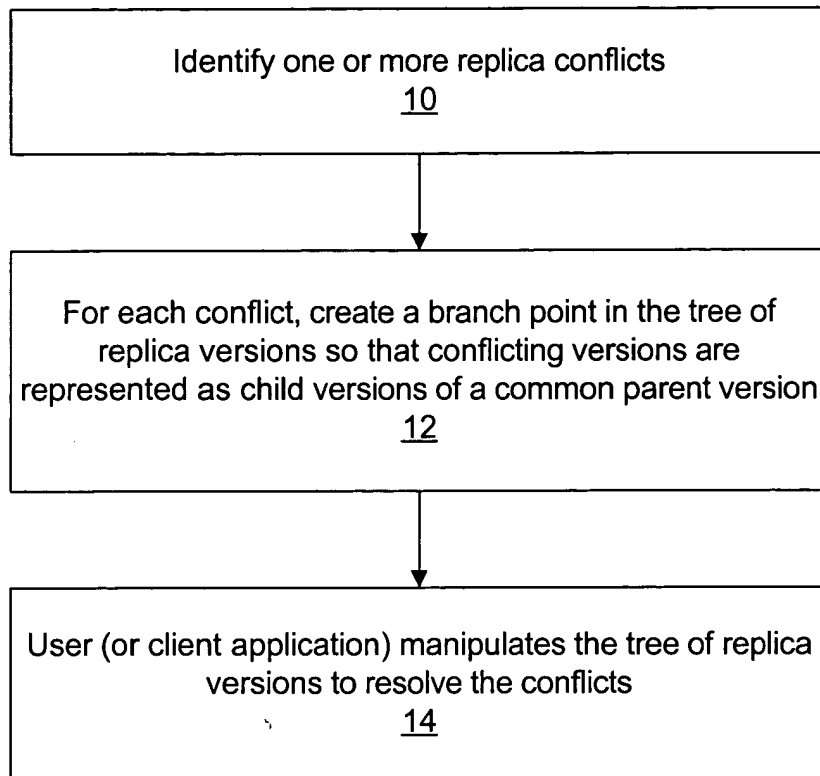 Identify one or more replica conflicts
10
For each conflict, create a branch point in the tree of
replica versions so that conflicting versions are
represented as child versions of a common parent version
12
User (or client application) manipulates the tree of replica
versions to resolve the conflicts
14